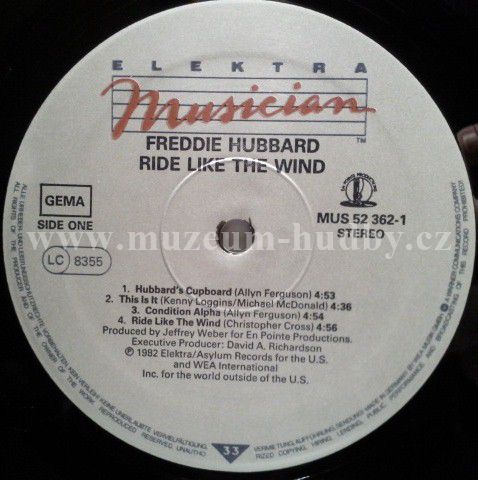 ELEKTRA
Musician
TM
FREDDIE HUBBARD
RIDE LIKE THE WIND
GEMA
SIDE ONE
MUS 52 362-1
STEREO
www.muzeum-hudby.cz
LC 8355
1. Hubbard's Cupboard (Allyn Ferguson) 4:53
2. This Is It (Kenny Loggins/Michael McDonald) 4:36
3. Condition Alpha (Allyn Ferguson) 4:54
4. Ride Like The Wind (Christopher Cross) 4:56
Produced by Jeffrey Weber for En Pointe Productions.
Executive Producer: David A. Richardson
℗ 1982 Elektra/Asylum Records for the U.S.
and WEA International
Inc. for the world outside of the U.S.
33